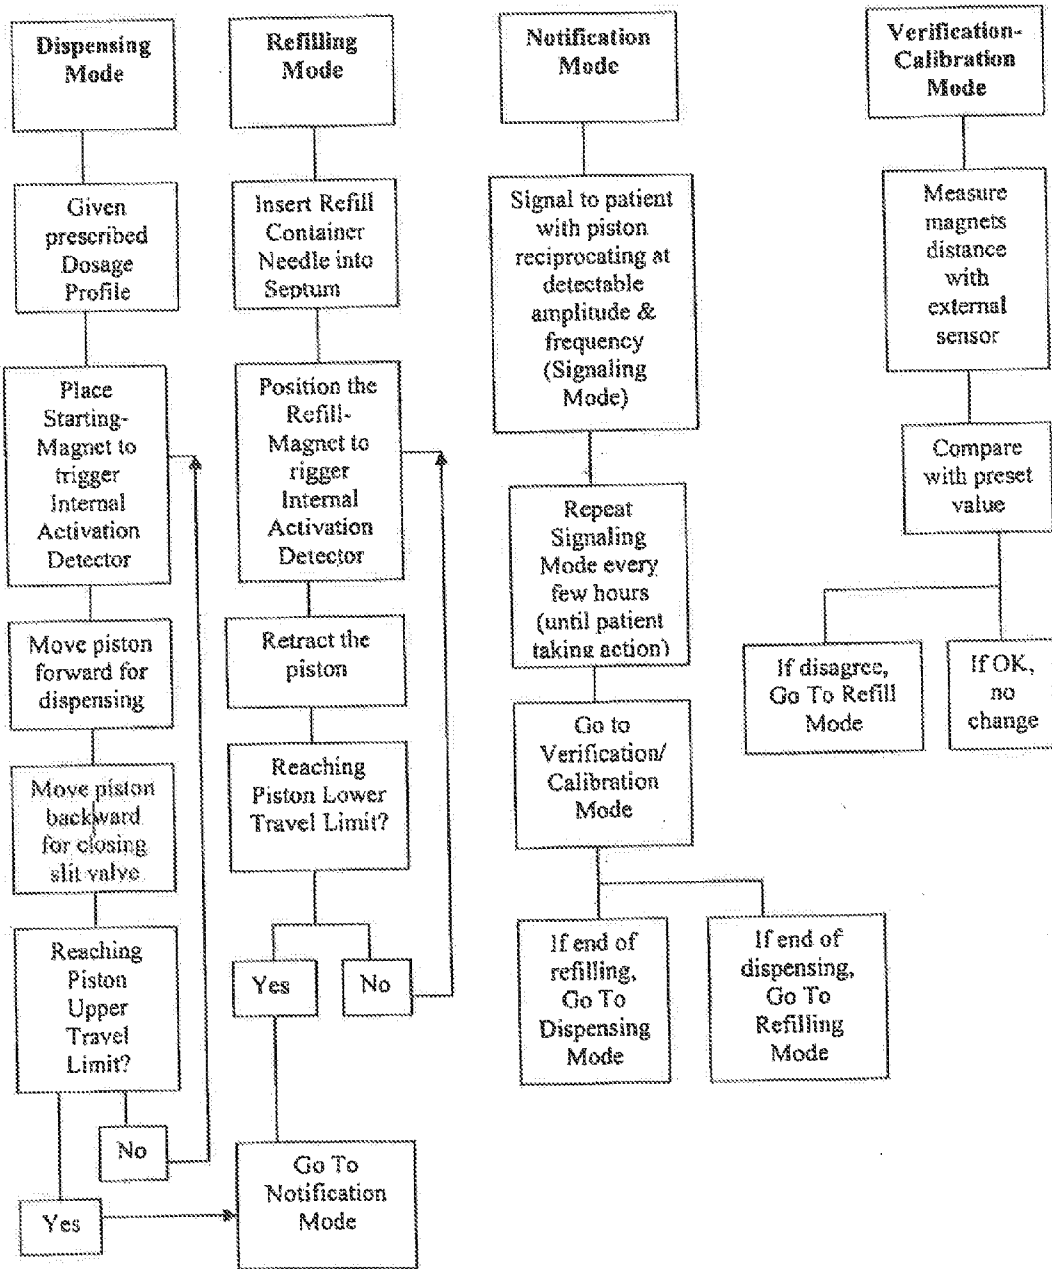 Dispensing
Mode
Given
prescribed
Dosage
Profile
Place
Starting-
Magnet to
trigger
Internal
Activation
Detector
Move piston
forward for
dispensing
Move piston
backward
for closing
slit valve
Reaching
Piston
Upper
Travel
Limit?
No
Yes
Refilling
Mode
Insert Refill
Container
Needle into
Septum
Position the
Refill-
Magnet to
rigger
Internal
Activation
Detector
Retract the
piston
Reaching
Piston Lower
Travel Limit?
Yes
No
Go To
Notification
Mode
Notification
Mode
Signal to patient
with piston
reciprocating at
detectable
amplitude &
frequency
(Signaling
Mode)
Repeat
Signaling
Mode every
few hours
(until patient
taking action)
Go to
Verification/
Calibration
Mode
If end of
refilling,
Go To
Dispensing
Mode
If end of
dispensing,
Go To
Refilling
Mode
Verification-
Calibration
Mode
Measure
magnets
distance
with
external
sensor
Compare
with preset
value
If disagree,
Go To Refill
Mode
If OK,
no
change